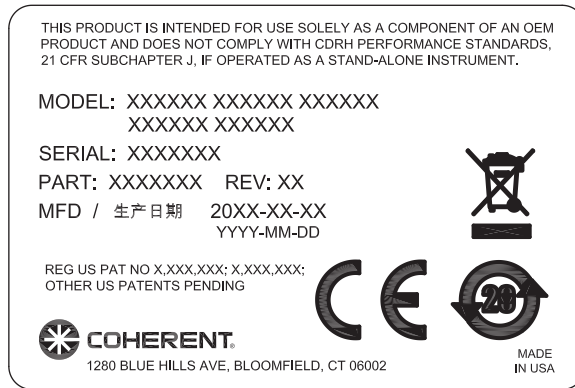 THIS PRODUCT IS INTENDED FOR USE SOLELY AS A COMPONENT OF AN OEM
PRODUCT AND DOES NOT COMPLY WITH CDRH PERFORMANCE STANDARDS,
21 CFR SUBCHAPTER J, IF OPERATED AS A STAND-ALONE INSTRUMENT.
MODEL: XXXXXX XXXXXX XXXXXX
XXXXXX XXXXXX
SERIAL: XXXXXXX
PART: XXXXXXX REV: XX
MFD / 生产日期 20XX-XX-XX
YYYY-MM-DD
REG US PAT NO X,XXX,XXX; X,XXX,XXX;
OTHER US PATENTS PENDING
CE
20
COHERENT.
1280 BLUE HILLS AVE, BLOOMFIELD, CT 06002
MADE
IN USA